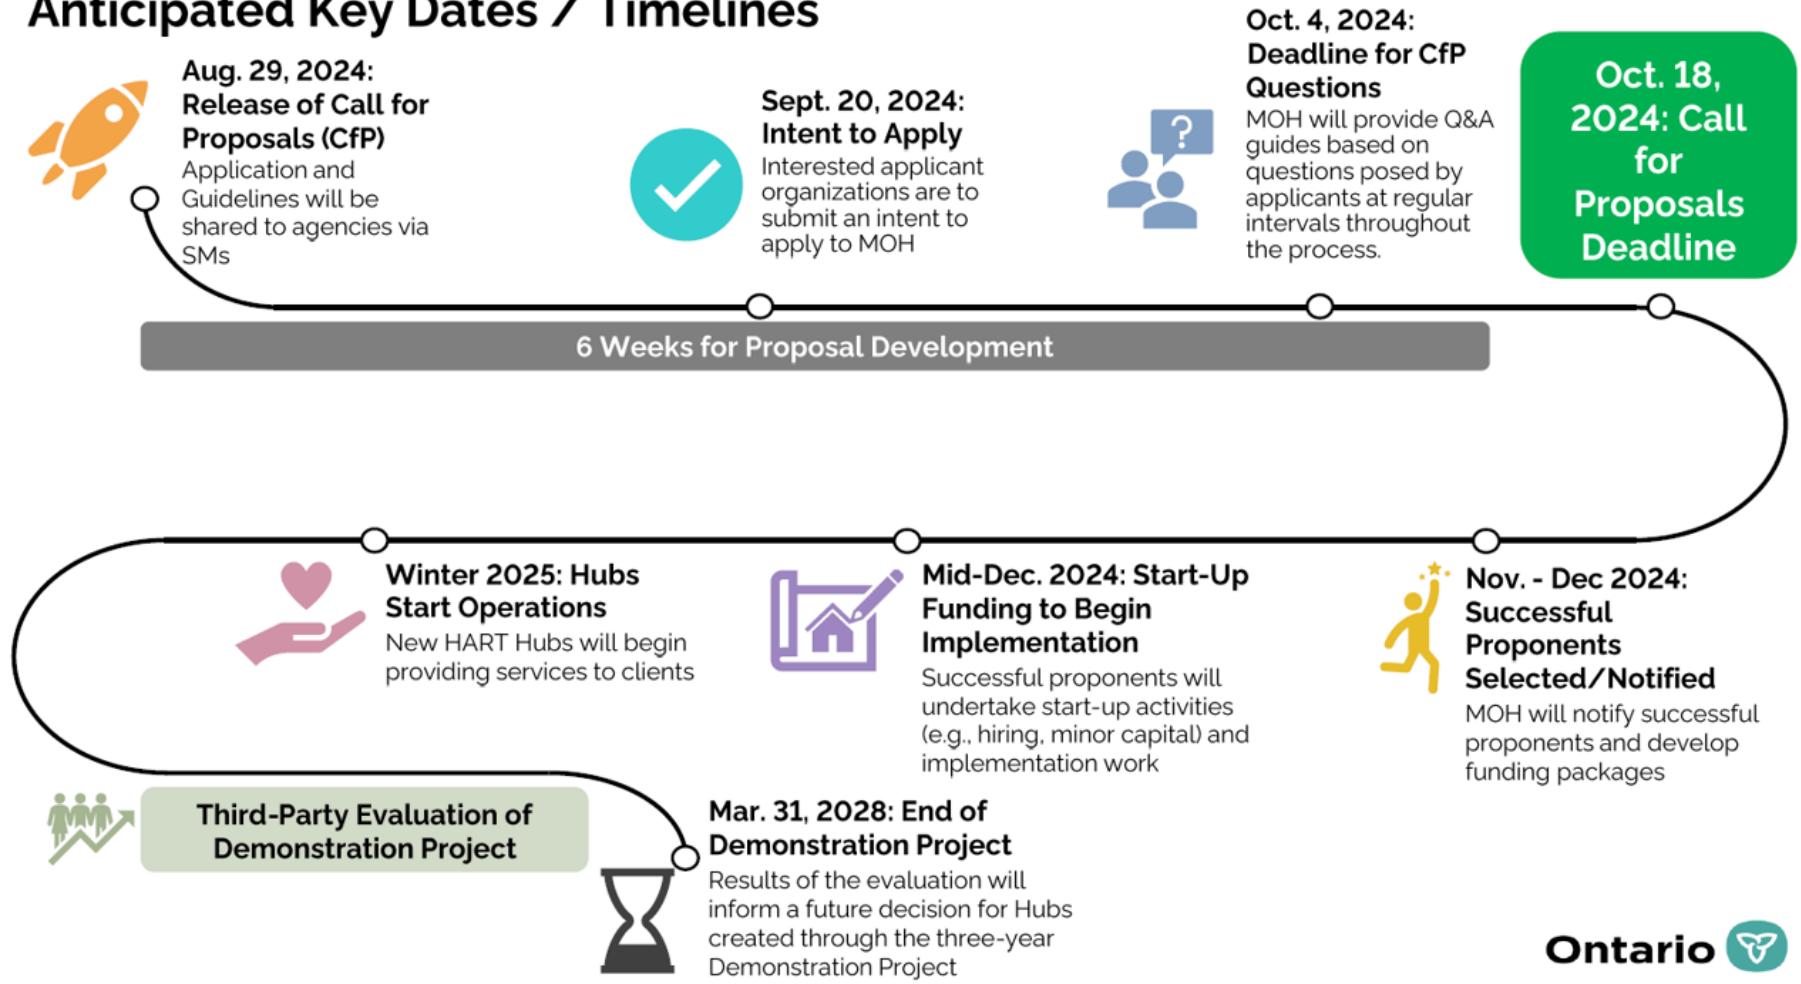 Anticipated Key Dates / Timelines
Aug. 29, 2024:
Release of Call for
Proposals (CfP)
Application and
Guidelines will be
shared to agencies via
SMs
Sept. 20, 2024:
Intent to Apply
Interested applicant
organizations are to
submit an intent to
apply to MOH
?
Oct. 4, 2024:
Deadline for CfP
Questions
MOH will provide Q&A
guides based on
questions posed by
applicants at regular
intervals throughout
the process.
Oct. 18,
2024: Call
for
Proposals
Deadline
6 Weeks for Proposal Development
Nov. - Dec 2024:
Successful
Proponents
Selected/Notified
MOH will notify successful
proponents and develop
funding packages
Mid-Dec. 2024: Start-Up
Funding to Begin
Implementation
Successful proponents will
undertake start-up activities
(e.g., hiring, minor capital) and
implementation work
Winter 2025: Hubs
Start Operations
New HART Hubs will begin
providing services to clients
Third-Party Evaluation of
Demonstration Project
Mar. 31, 2028: End of
Demonstration Project
Results of the evaluation will
inform a future decision for Hubs
created through the three-year
Demonstration Project
Ontario